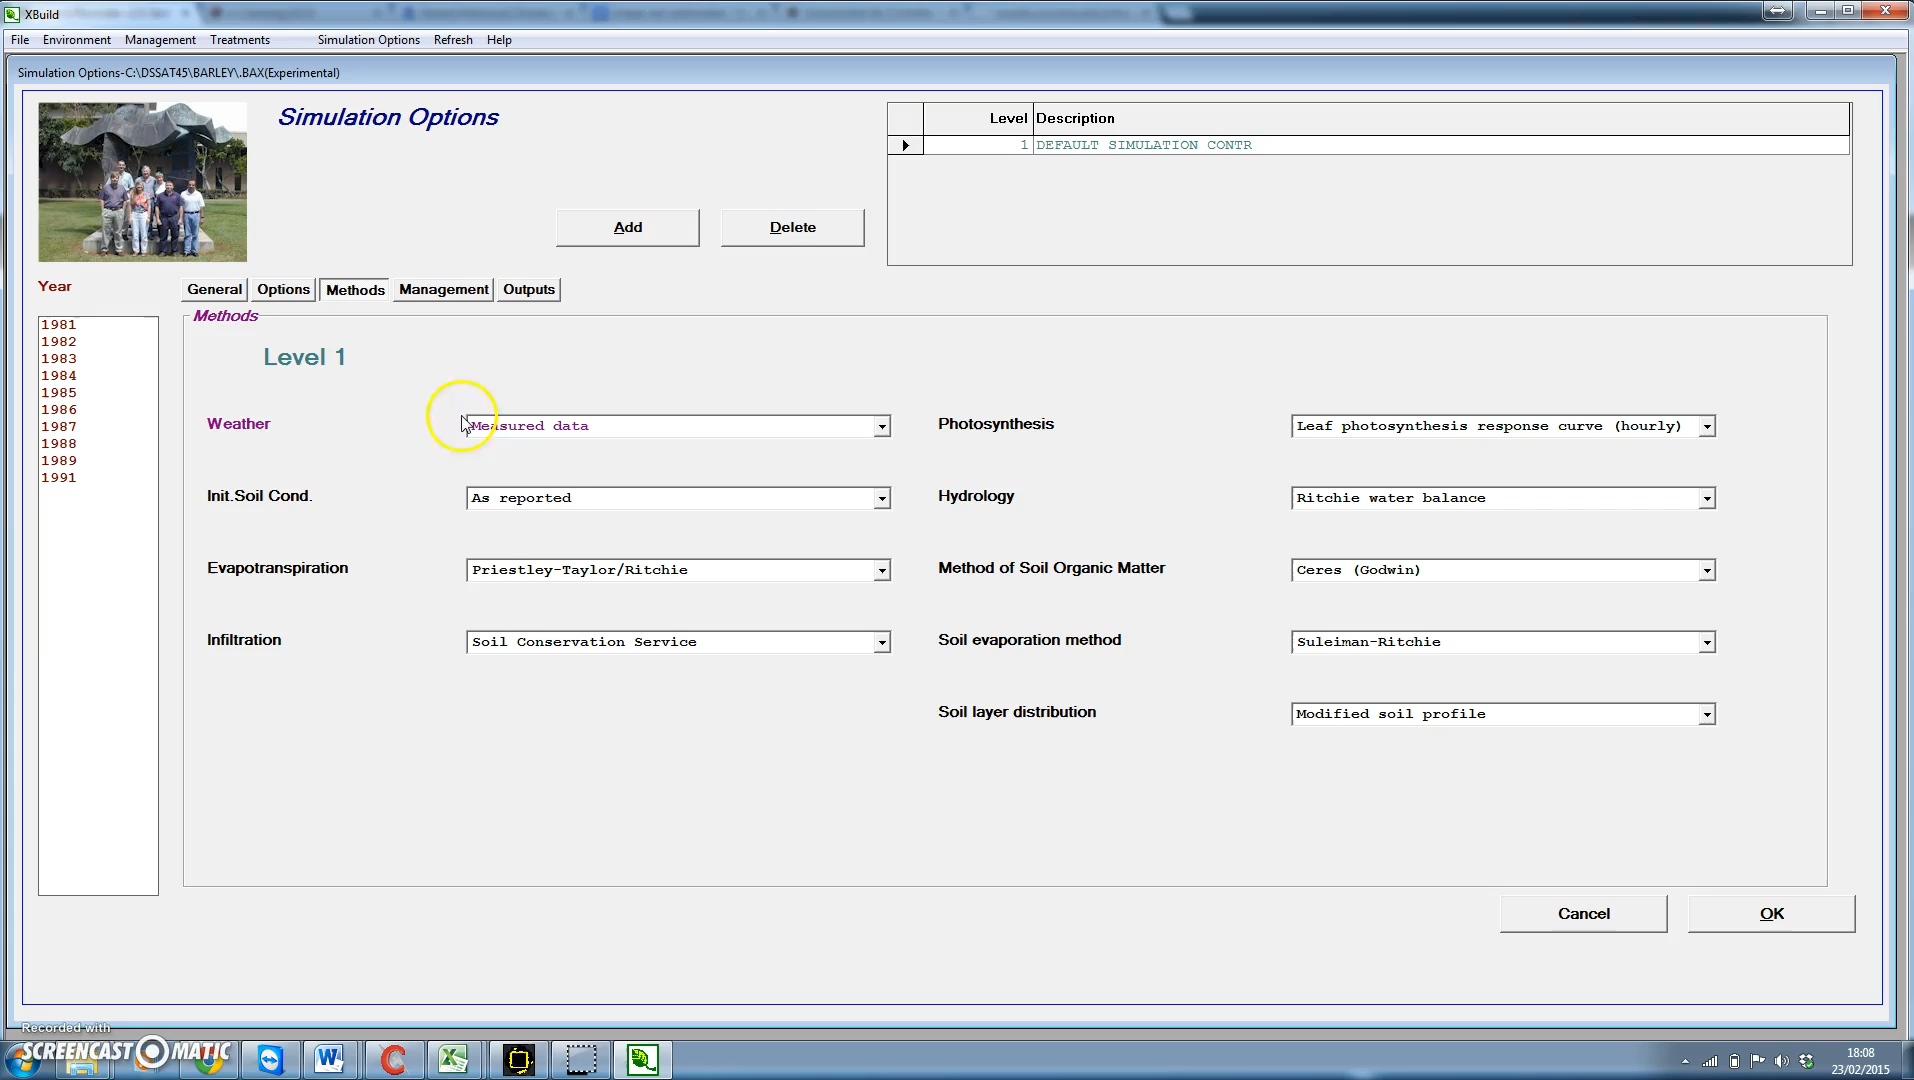 XBuild
File Environment Management Treatments Simulation Options Refresh Help
Simulation Options-C:\DSSAT45\BARLEY\.BAX(Experimental)
Simulation Options
Level Description
1 DEFAULT SIMULATION CONTR
Add Delete
Year
General Options Methods Management Outputs
Methods
1981
1982
1983
1984
1985
1986
1987
1988
1989
1991
Level 1
Weather Measured data
Photosynthesis Leaf photosynthesis response curve (hourly)
Init.Soil Cond. As reported
Hydrology Ritchie water balance
Evapotranspiration Priestley-Taylor/Ritchie
Method of Soil Organic Matter Ceres (Godwin)
Infiltration Soil Conservation Service
Soil evaporation method Suleiman-Ritchie
Soil layer distribution Modified soil profile
Cancel OK
Recorded with
SCREENCAST MATIC
18:08
23/02/2015